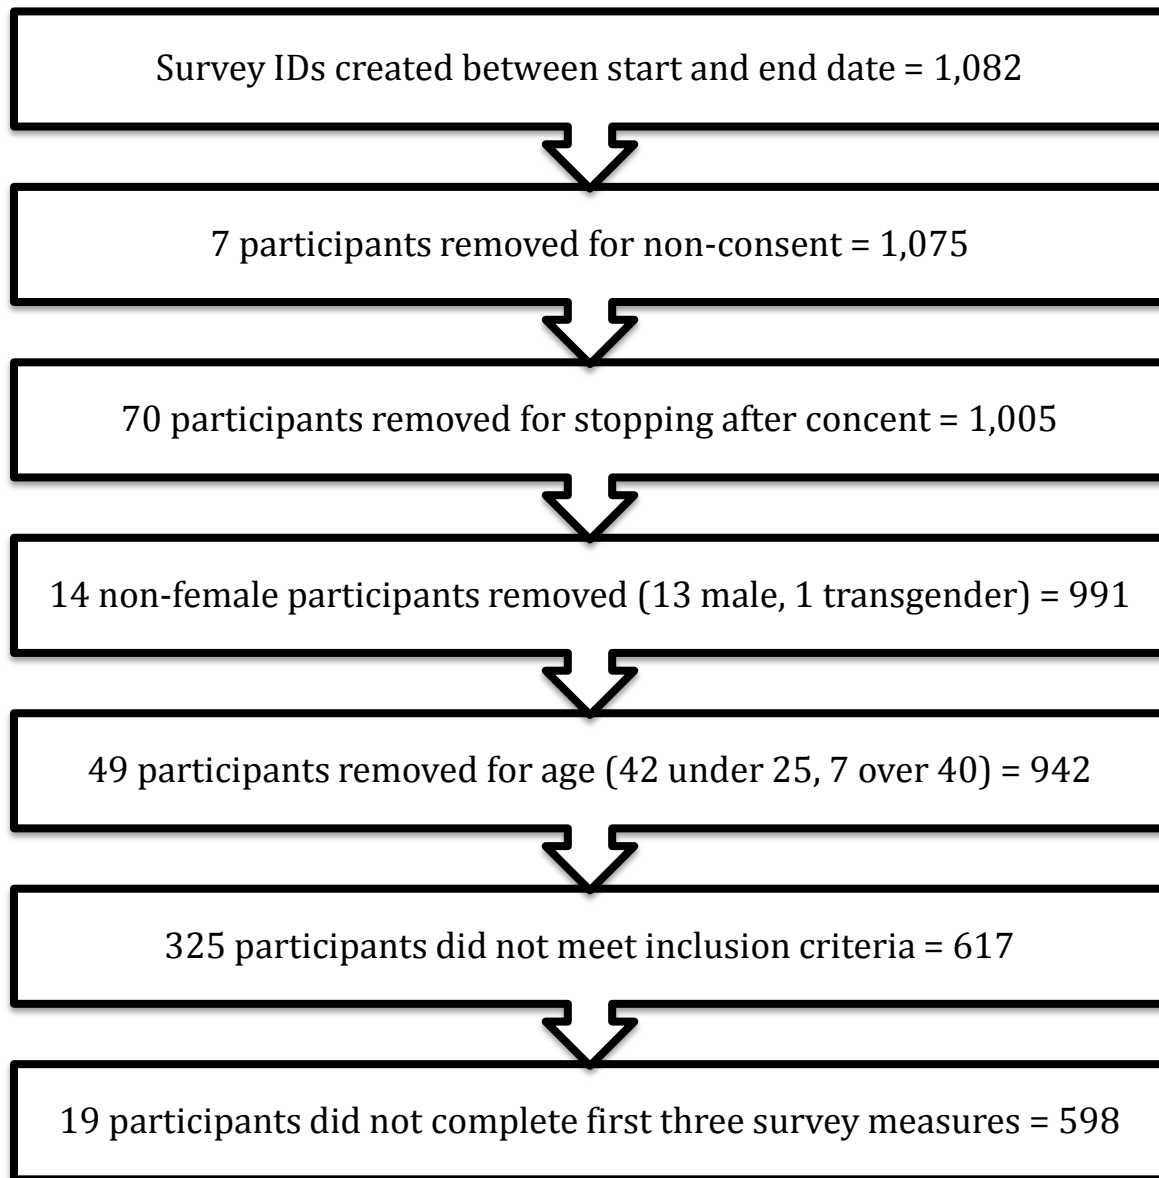 Survey IDs created between start and end date = 1,082
7 participants removed for non-consent = 1,075
70 participants removed for stopping after concent = 1,005
14 non-female participants removed (13 male, 1 transgender) = 991
49 participants removed for age (42 under 25, 7 over 40) = 942
325 participants did not meet inclusion criteria = 617
19 participants did not complete first three survey measures = 598